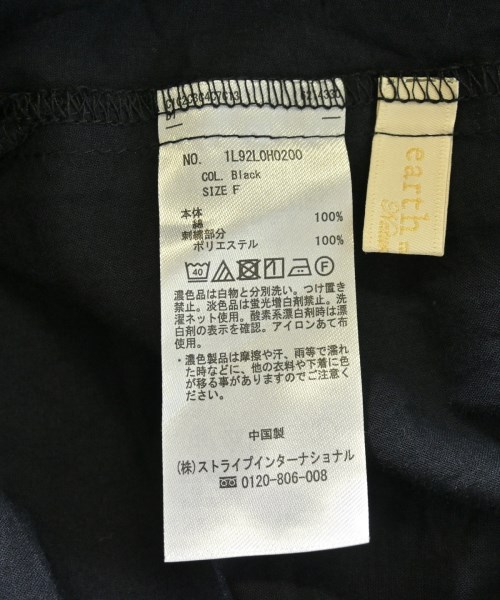 NO. 1L92L0H0200
COL. Black
SIZE F
本体
綿 100%
刺繍部分
ポリエステル 100%
40
F
濃色品は白物と分別洗い。つけ置き
禁止。淡色品は蛍光増白剤禁止。洗
濯ネット使用。酸素系漂白剤時は漂
白剤の表示を確認。アイロンあて布
使用。
・濃色製品は摩擦や汗、雨等で濡れ
た時などに、他の衣料や下着に色
が移る事がありますのでご注意くだ
さい。
中国製
(株)ストライプインターナショナル
0120-806-008
earth